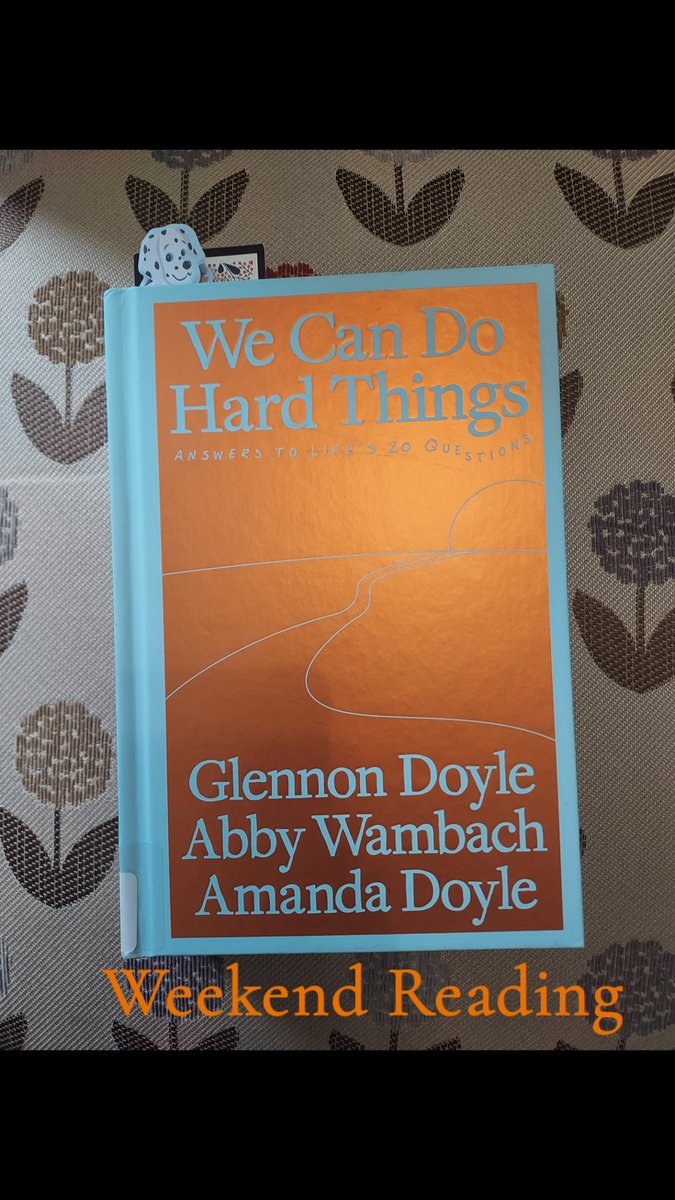 We Can Do
Hard Things
ANSWERS TO LIFE'S 20 QUESTIONS
Glennon Doyle
Abby Wambach
Amanda Doyle
Weekend Reading